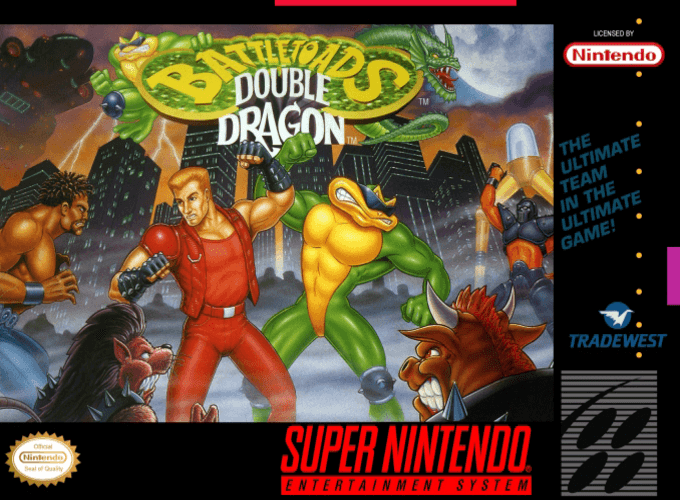 BATTLETOADS
DOUBLE
DRAGON
TM
TM
LICENSED BY
Nintendo
THE
ULTIMATE
TEAM
IN THE
ULTIMATE
GAME!
TRADEWEST
Official
Nintendo
Seal of Quality
SUPER NINTENDO
ENTERTAINMENT SYSTEM